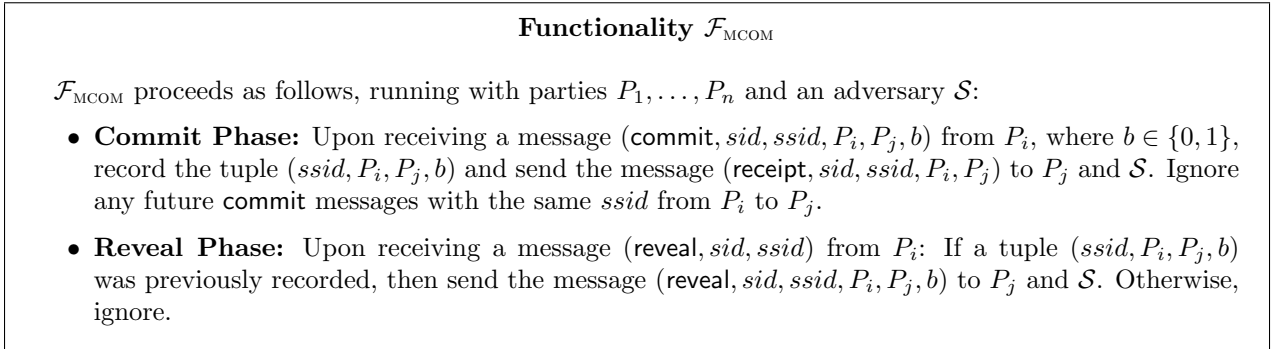 Functionality F_MCOM
F_MCOM proceeds as follows, running with parties P_1, . . . , P_n and an adversary S:
• Commit Phase: Upon receiving a message (commit, sid, ssid, P_i, P_j, b) from P_i, where b ∈ {0, 1},
record the tuple (ssid, P_i, P_j, b) and send the message (receipt, sid, ssid, P_i, P_j) to P_j and S. Ignore
any future commit messages with the same ssid from P_i to P_j.
• Reveal Phase: Upon receiving a message (reveal, sid, ssid) from P_i: If a tuple (ssid, P_i, P_j, b)
was previously recorded, then send the message (reveal, sid, ssid, P_i, P_j, b) to P_j and S. Otherwise,
ignore.